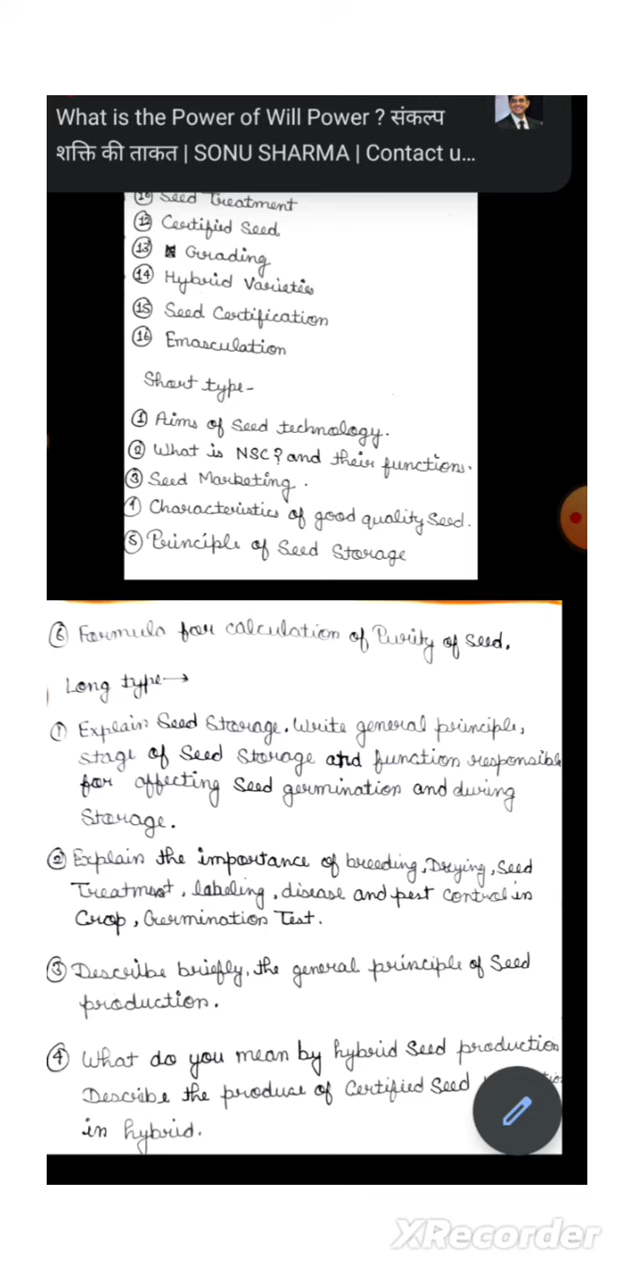 What is the Power of Will Power ? संकल्प
शक्ति की ताकत | SONU SHARMA | Contact u...
Seed Treatment
(12) Certified Seed
(13) Grading
(14) Hybrid Varieties
(15) Seed Certification
(16) Emasculation
Short type-
(1) Aims of Seed technology.
(2) What is NSC? and their functions.
(3) Seed Marketing.
(4) Characteristics of good quality Seed.
(5) Principle of Seed Storage
(6) Formula for calculation of Purity of Seed.
Long type→
(1) Explain Seed Storage. Write general principle,
stage of Seed Storage and function responsible
for affecting Seed germination and during
Storage.
(2) Explain the importance of breeding, Drying, Seed
Treatment, labeling, disease and pest control in
Crop, Germination Test.
(3) Describe briefly, the general principle of Seed
production.
(4) What do you mean by hybrid Seed production
Describe the produce of Certified Seed
in hybrid.
XRecorder